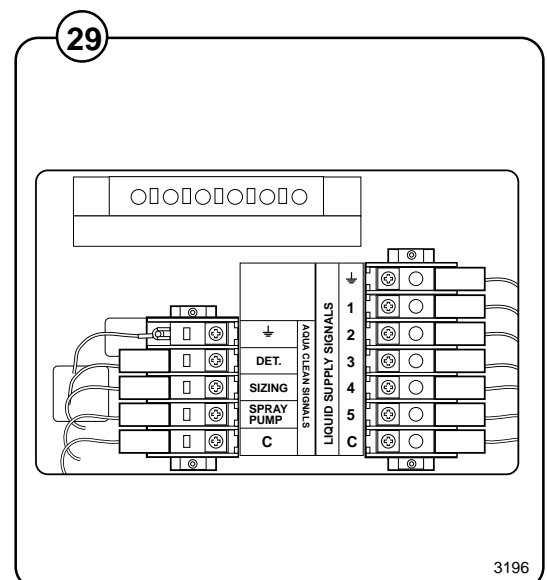 29
⏚
1
2
3
4
5
C
LIQUID SUPPLY SIGNALS
AQUA CLEAN SIGNALS
⏚
DET.
SIZING
SPRAY
PUMP
C
3196